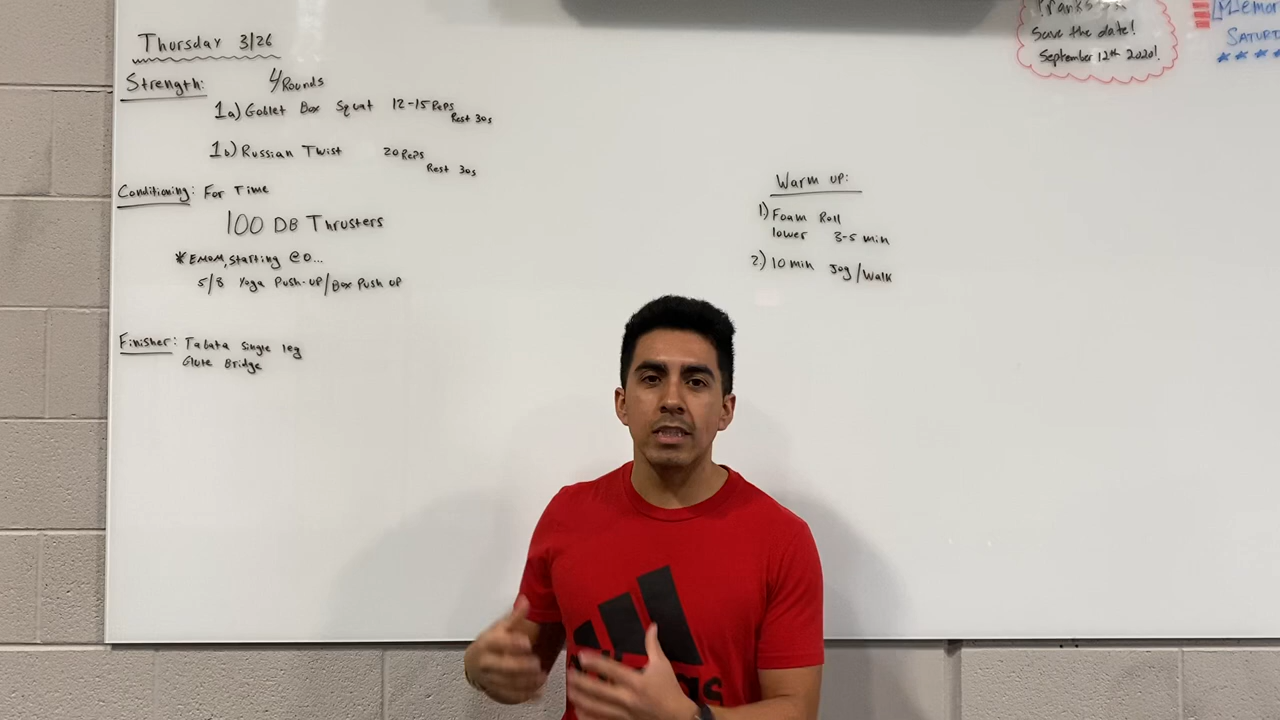 Thursday 3/26
Strength: 4 Rounds
1a) Goblet Box Squat 12-15 Reps
Rest 30s
1b) Russian Twist 20 Reps
Rest 30s
Conditioning: For Time
100 DB Thrusters
*EMOM, Starting @ 0...
5/8 Yoga Push-up/Box Push up
Finisher: Tabata Single leg
Glute Bridge
Warm up:
1) Foam Roll
lower 3-5 min
2) 10 min Jog/Walk
Save the date!
September 12th 2020!